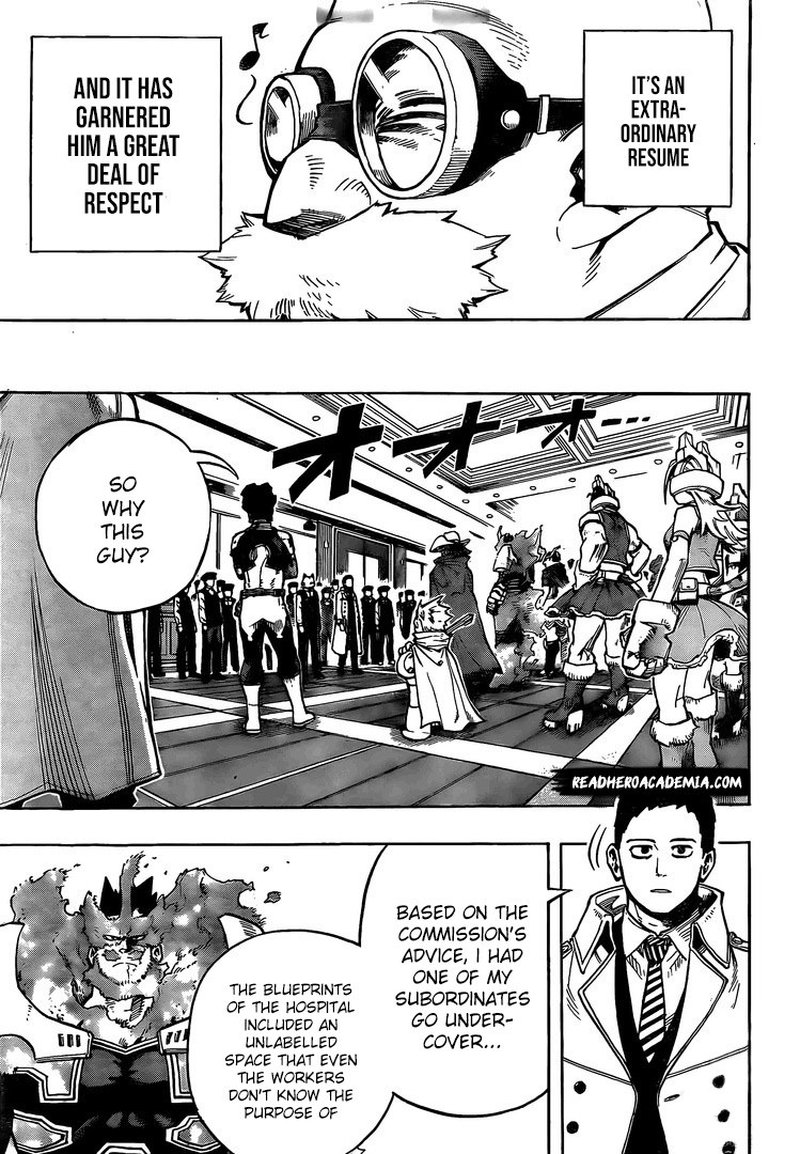 IT'S AN
EXTRA-
ORDINARY
RESUME
AND IT HAS
GARNERED
HIM A GREAT
DEAL OF
RESPECT
オオオ…
SO
WHY
THIS
GUY?
READHEROACADEMIA.COM
BASED ON THE
COMMISSION'S
ADVICE, I HAD
ONE OF MY
SUBORDINATES
GO UNDER-
COVER...
THE BLUEPRINTS
OF THE HOSPITAL
INCLUDED AN
UNLABELLED
SPACE THAT EVEN
THE WORKERS
DON'T KNOW THE
PURPOSE OF